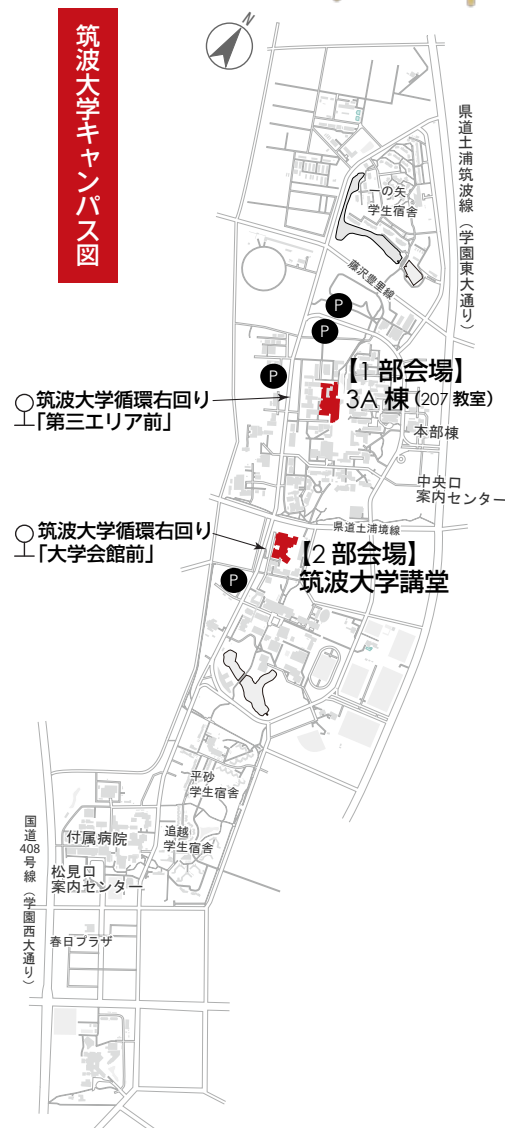 筑波大学キャンパス図
N
県道土浦筑波線（学園東大通り）
一の矢
学生宿舎
藤沢豊里線
P
P
P
【1部会場】
3A 棟（207 教室）
筑波大学循環右回り
「第三エリア前」
本部棟
中央口
案内センター
県道土浦境線
筑波大学循環右回り
「大学会館前」
【2部会場】
筑波大学講堂
P
平砂
学生宿舎
追越
学生宿舎
付属病院
松見口
案内センター
国道408号線（学園西大通り）
春日プラザ